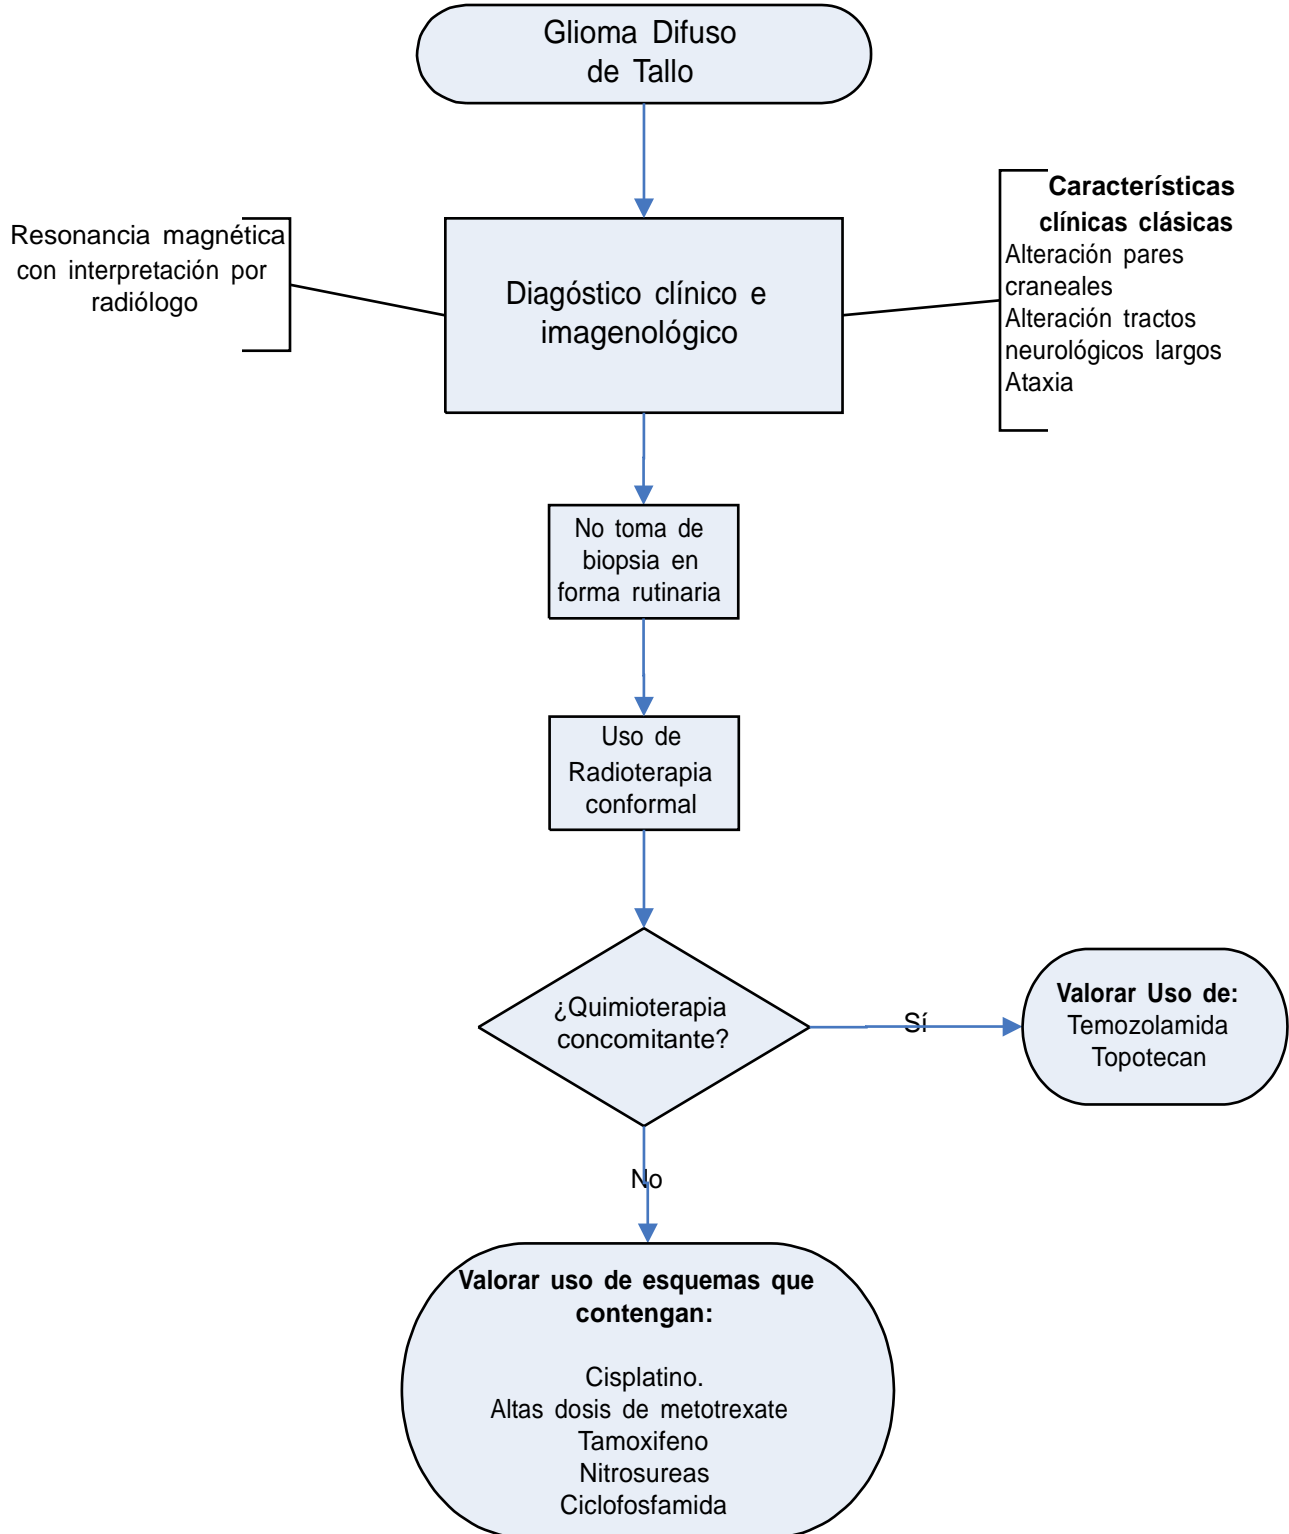 Glioma Difuso
de Tallo
Resonancia magnética
con interpretación por
radiólogo
Diagóstico clínico e
imagenológico
Características
clínicas clásicas
Alteración pares
craneales
Alteración tractos
neurológicos largos
Ataxia
No toma de
biopsia en
forma rutinaria
Uso de
Radioterapia
conformal
¿Quimioterapia
concomitante?
Sí
Valorar Uso de:
Temozolamida
Topotecan
No
Valorar uso de esquemas que
contengan:
Cisplatino.
Altas dosis de metotrexate
Tamoxifeno
Nitrosureas
Ciclofosfamida